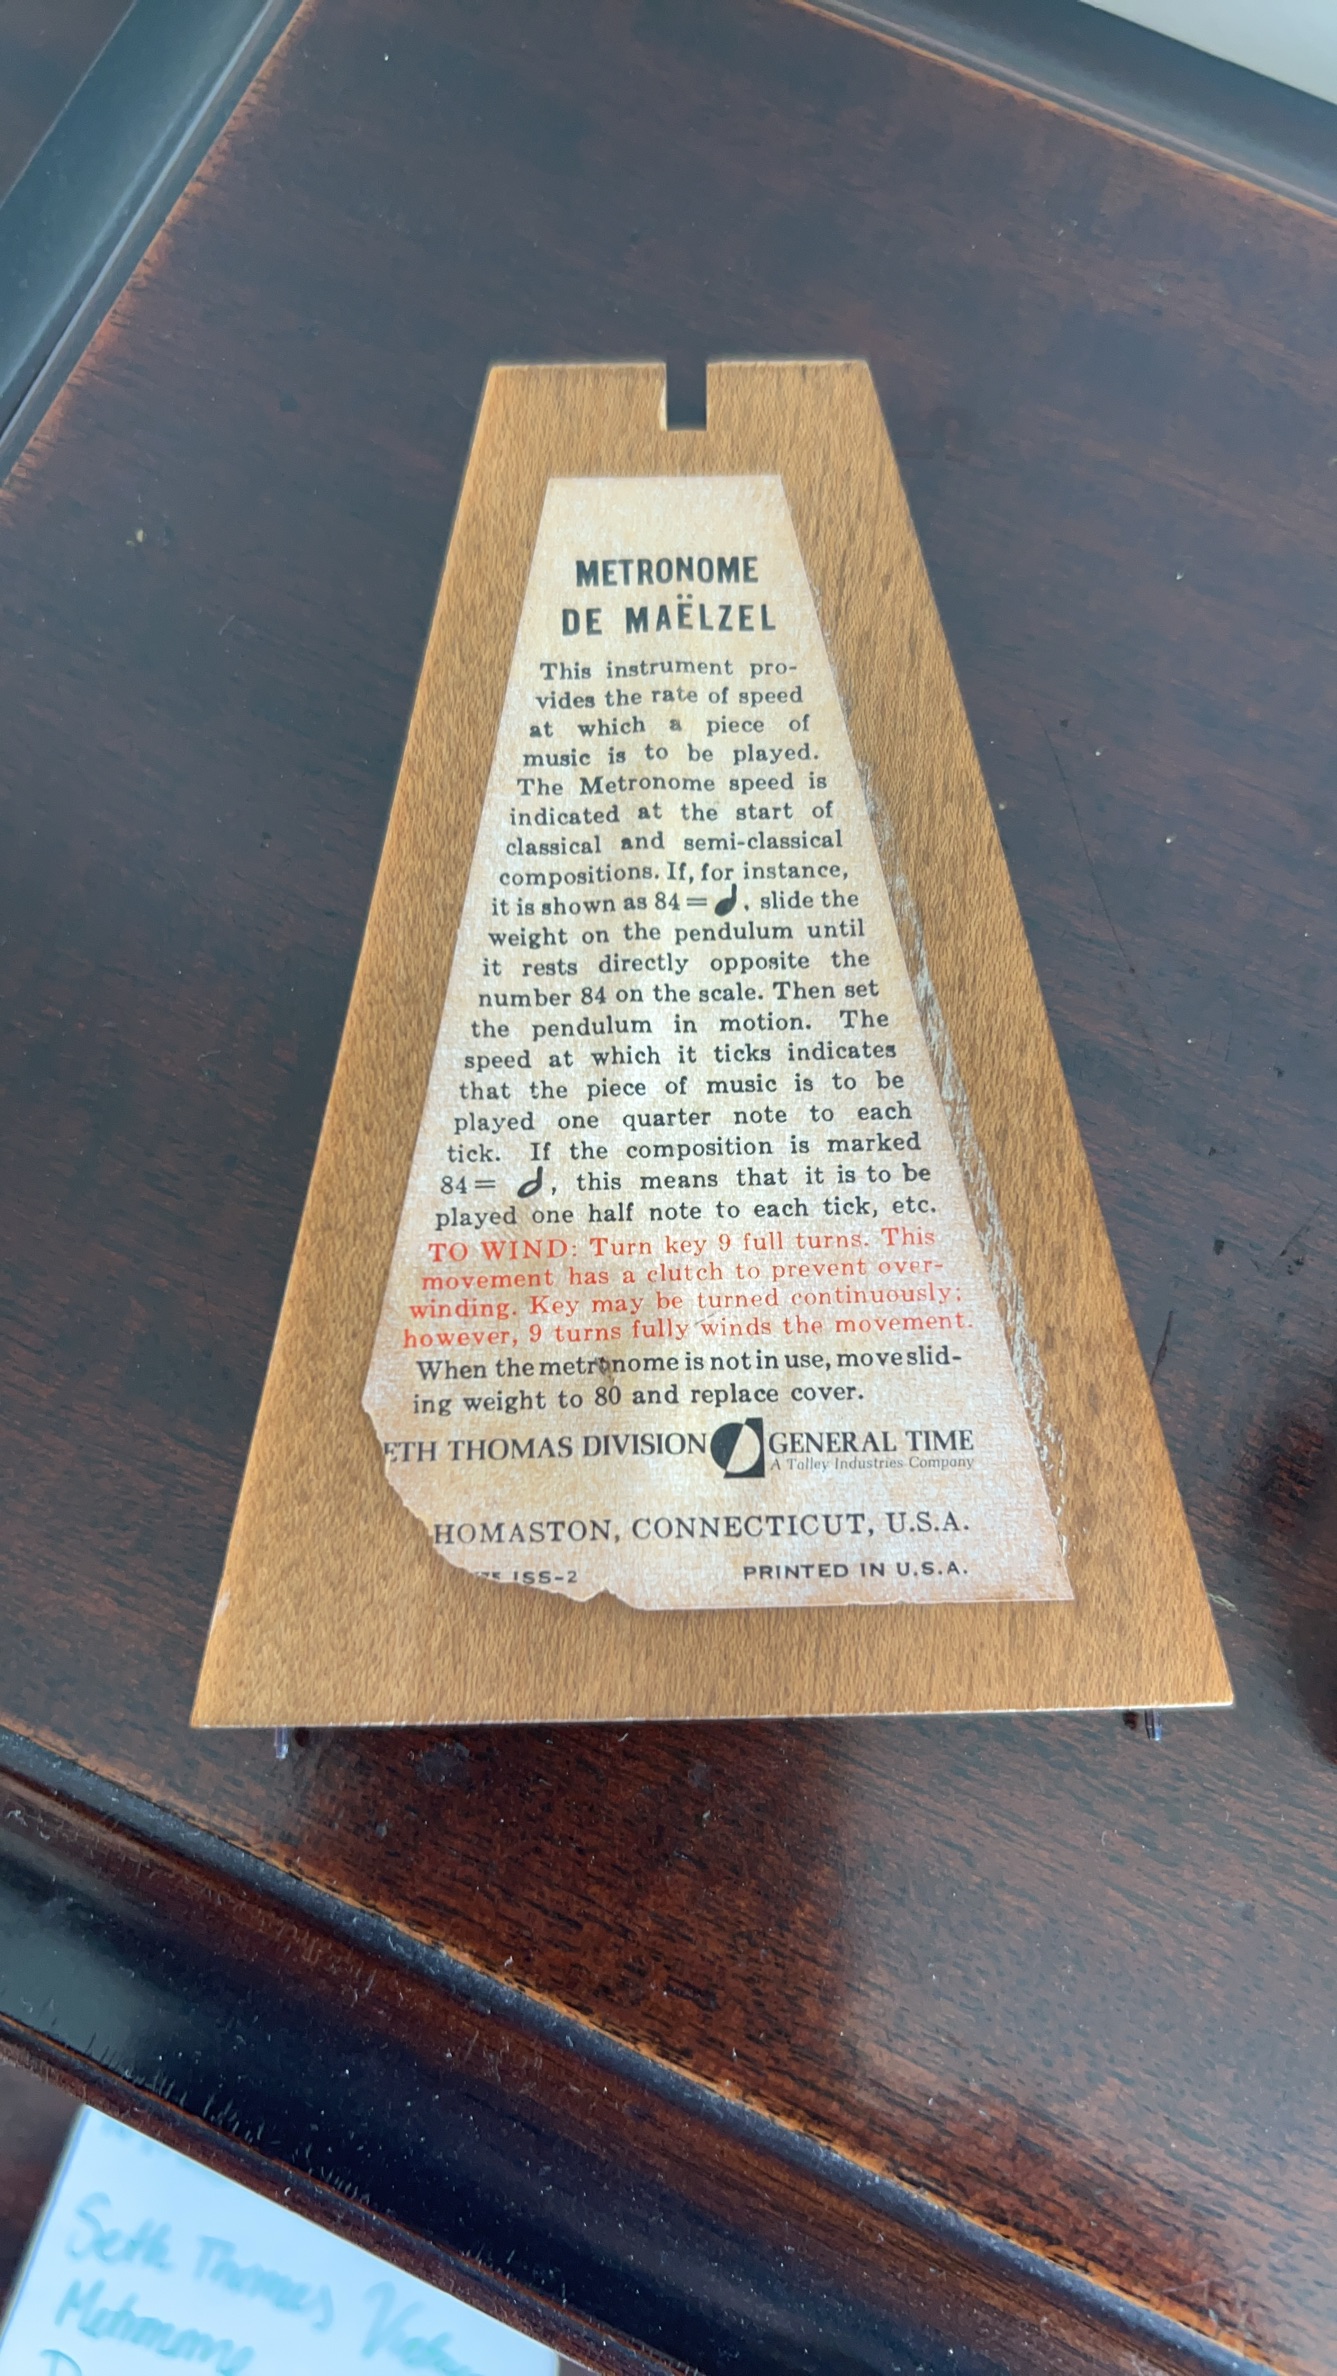 METRONOME
DE MAËLZEL
This instrument pro-
vides the rate of speed
at which a piece of
music is to be played.
The Metronome speed is
indicated at the start of
classical and semi-classical
compositions. If, for instance,
it is shown as 84 = ♩, slide the
weight on the pendulum until
it rests directly opposite the
number 84 on the scale. Then set
the pendulum in motion. The
speed at which it ticks indicates
that the piece of music is to be
played one quarter note to each
tick. If the composition is marked
84 = 𝅗𝅥, this means that it is to be
played one half note to each tick, etc.
TO WIND: Turn key 9 full turns. This
movement has a clutch to prevent over-
winding. Key may be turned continuously;
however, 9 turns fully winds the movement.
When the metronome is not in use, move slid-
ing weight to 80 and replace cover.
ETH THOMAS DIVISION GENERAL TIME
A Talley Industries Company
HOMASTON, CONNECTICUT, U.S.A.
ISS-2 PRINTED IN U.S.A.
Seth Thomas
Metronome